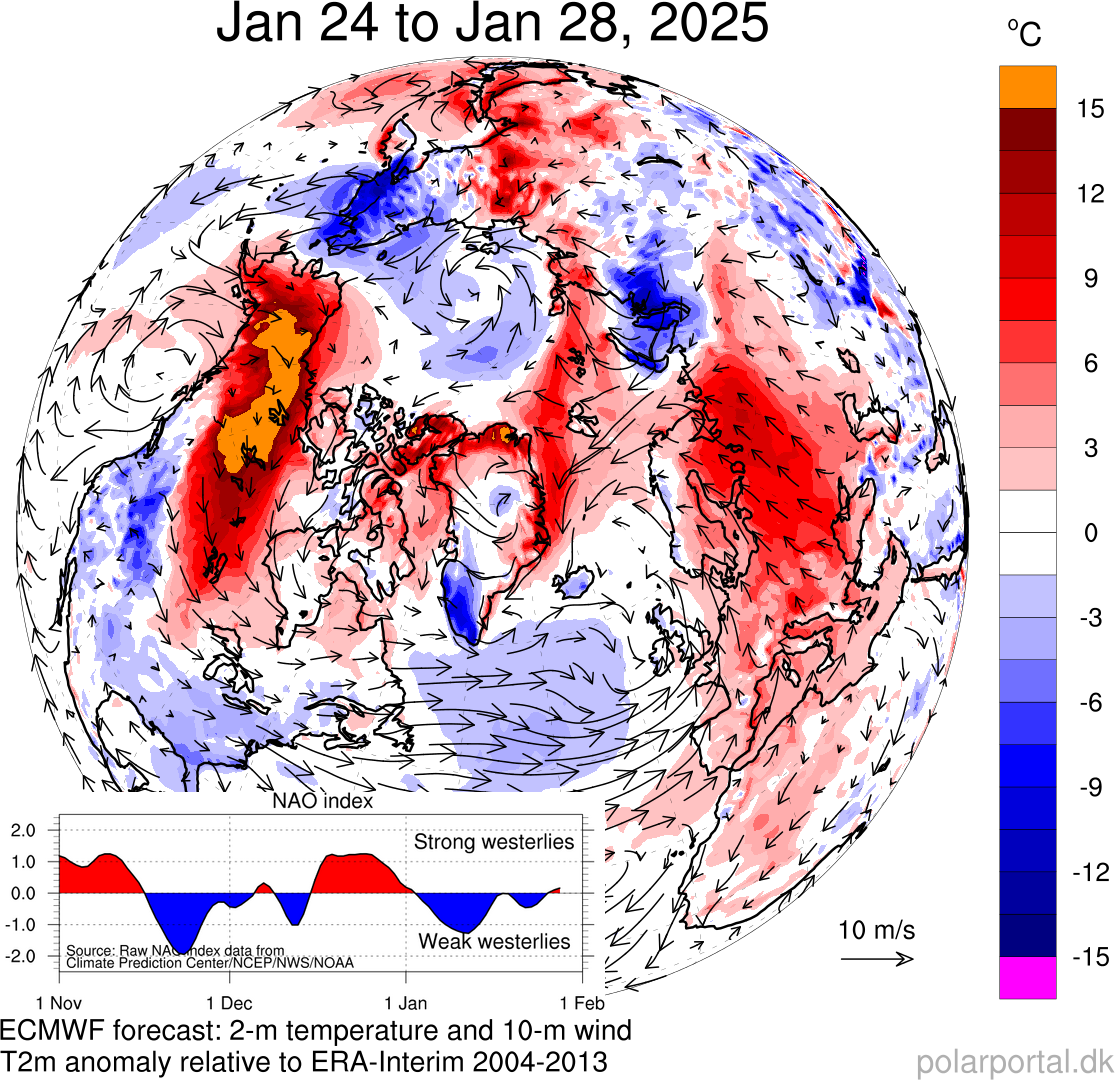 Jan 24 to Jan 28, 2025
°C
15
12
9
6
3
0
-3
-6
-9
-12
-15
NAO index
2.0
1.0
0.0
-1.0
-2.0
Strong westerlies
Weak westerlies
Source: Raw NAO index data from
Climate Prediction Center/NCEP/NWS/NOAA
1 Nov
1 Dec
1 Jan
1 Feb
10 m/s
ECMWF forecast: 2-m temperature and 10-m wind
T2m anomaly relative to ERA-Interim 2004-2013
polarportal.dk